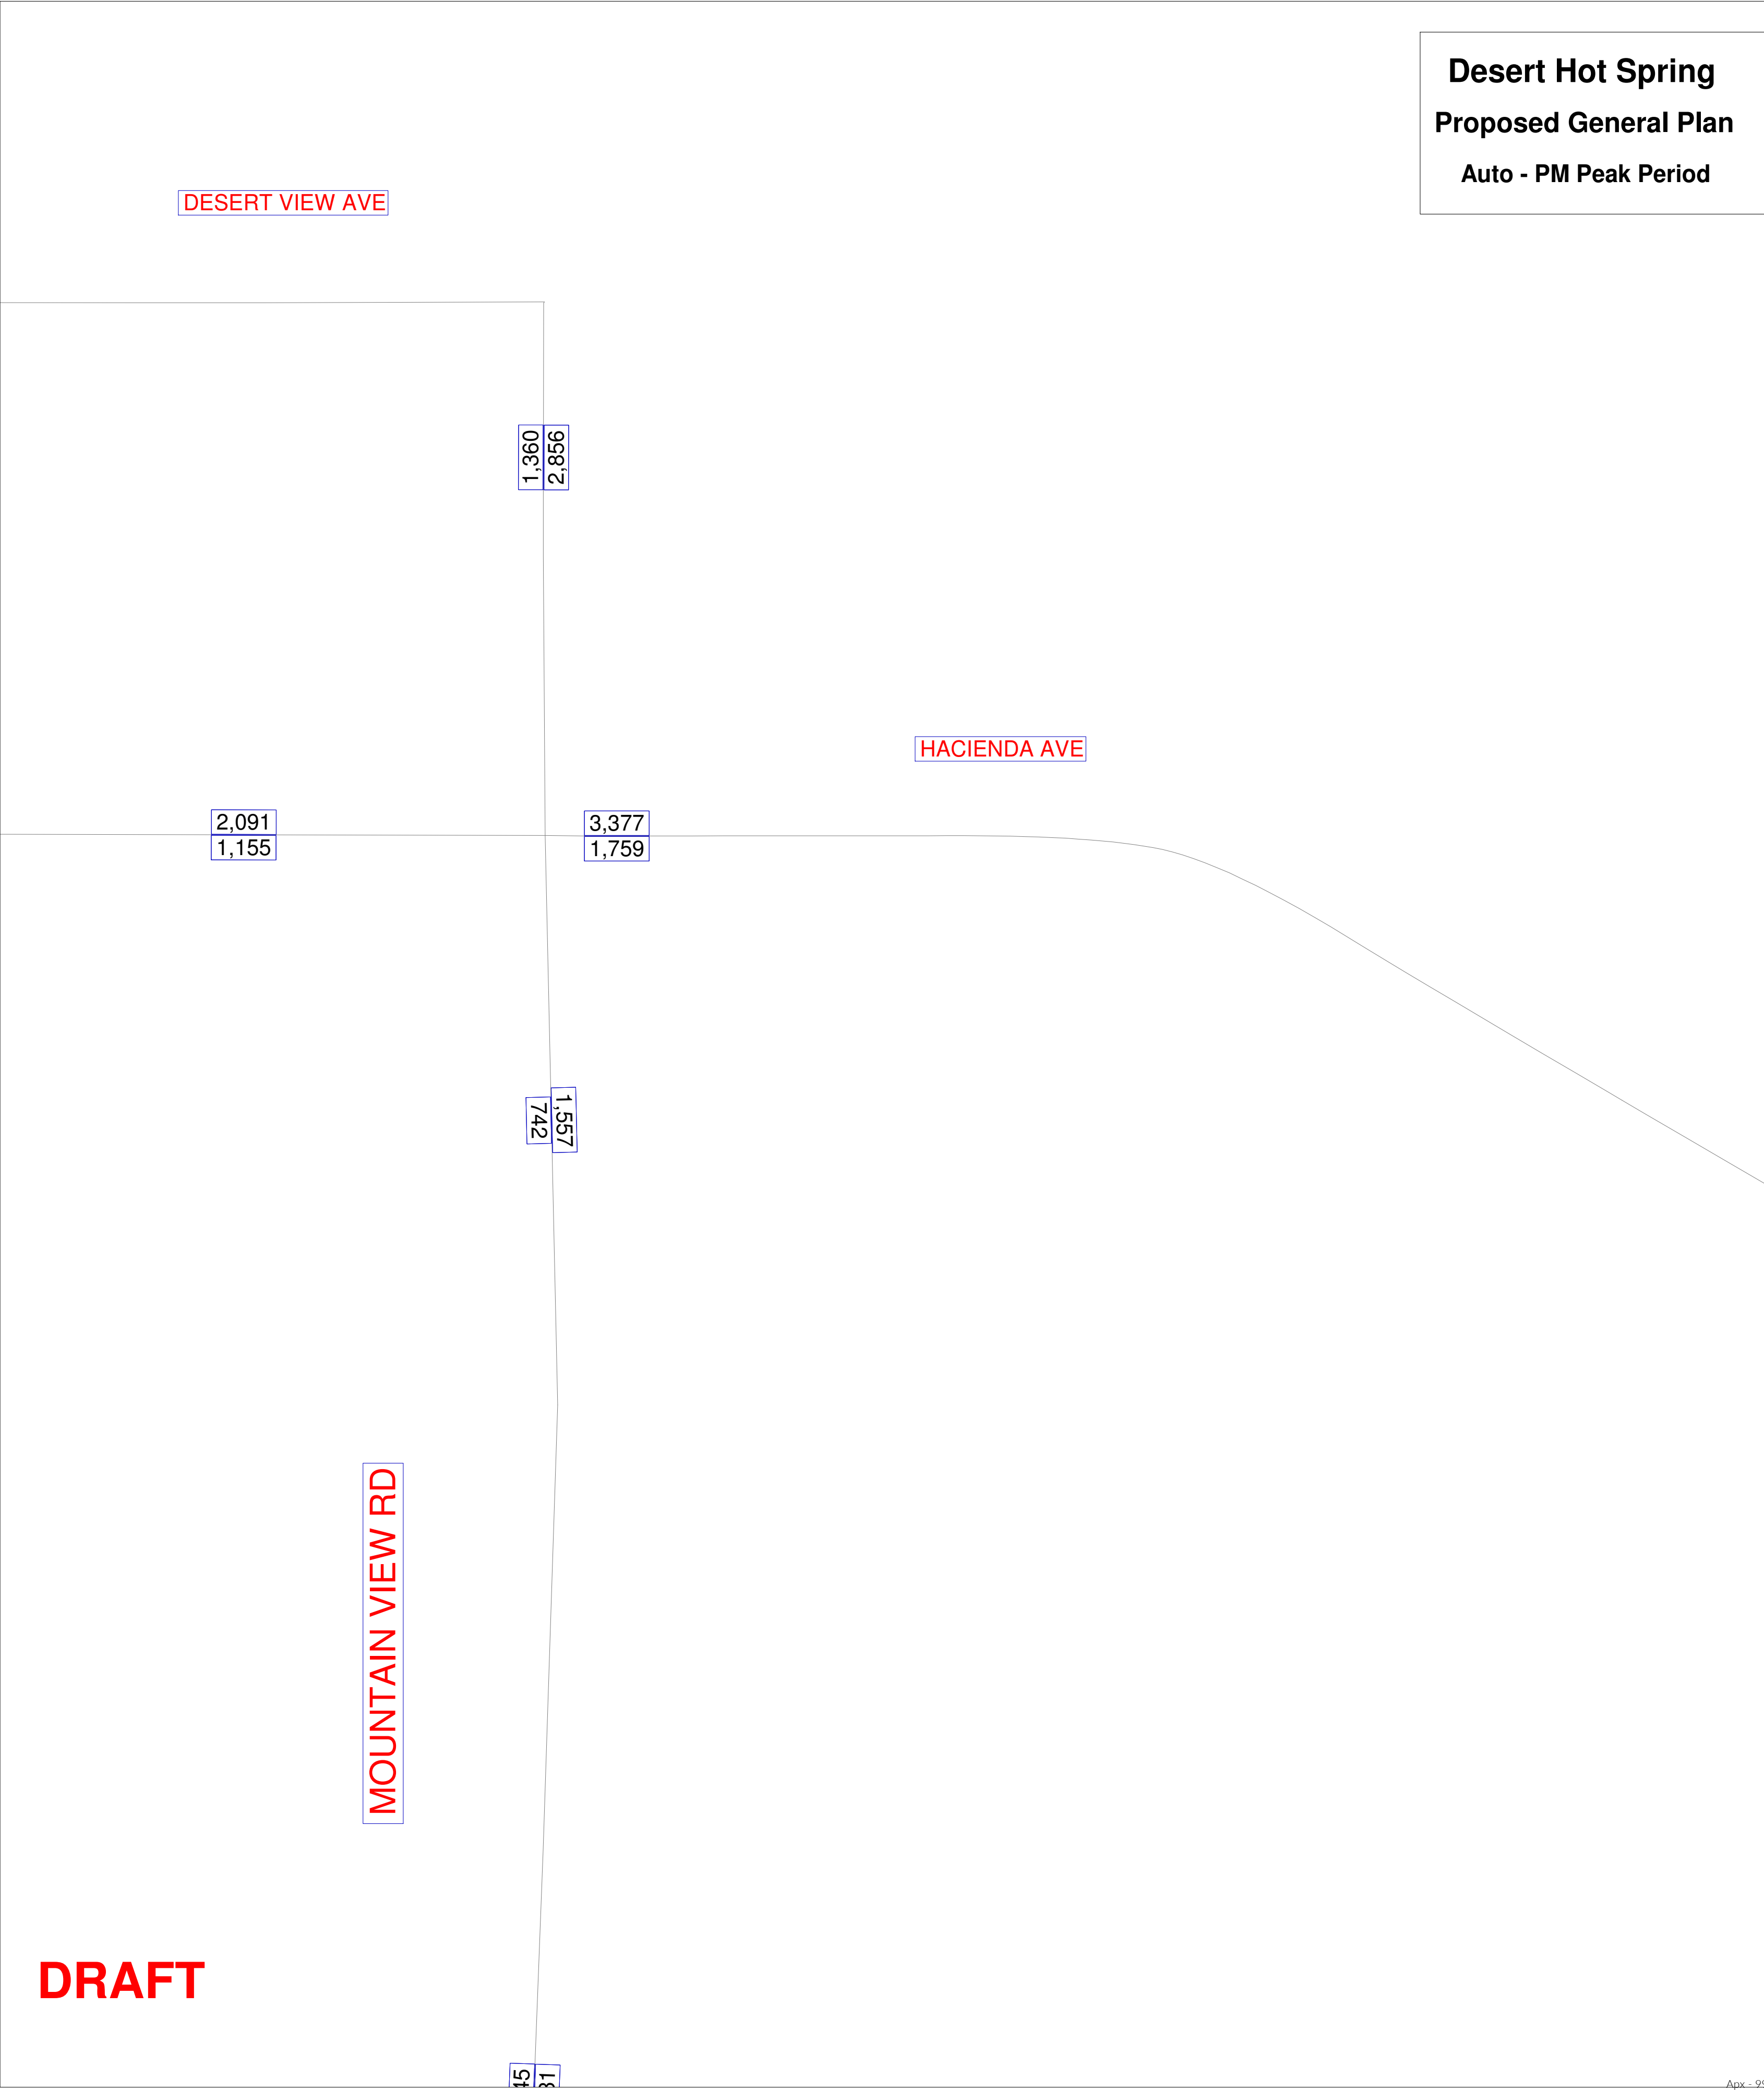 Desert Hot Spring
Proposed General Plan
Auto - PM Peak Period
DESERT VIEW AVE
1,360
2,856
HACIENDA AVE
2,091
1,155
3,377
1,759
1,557
742
MOUNTAIN VIEW RD
DRAFT
Apx -